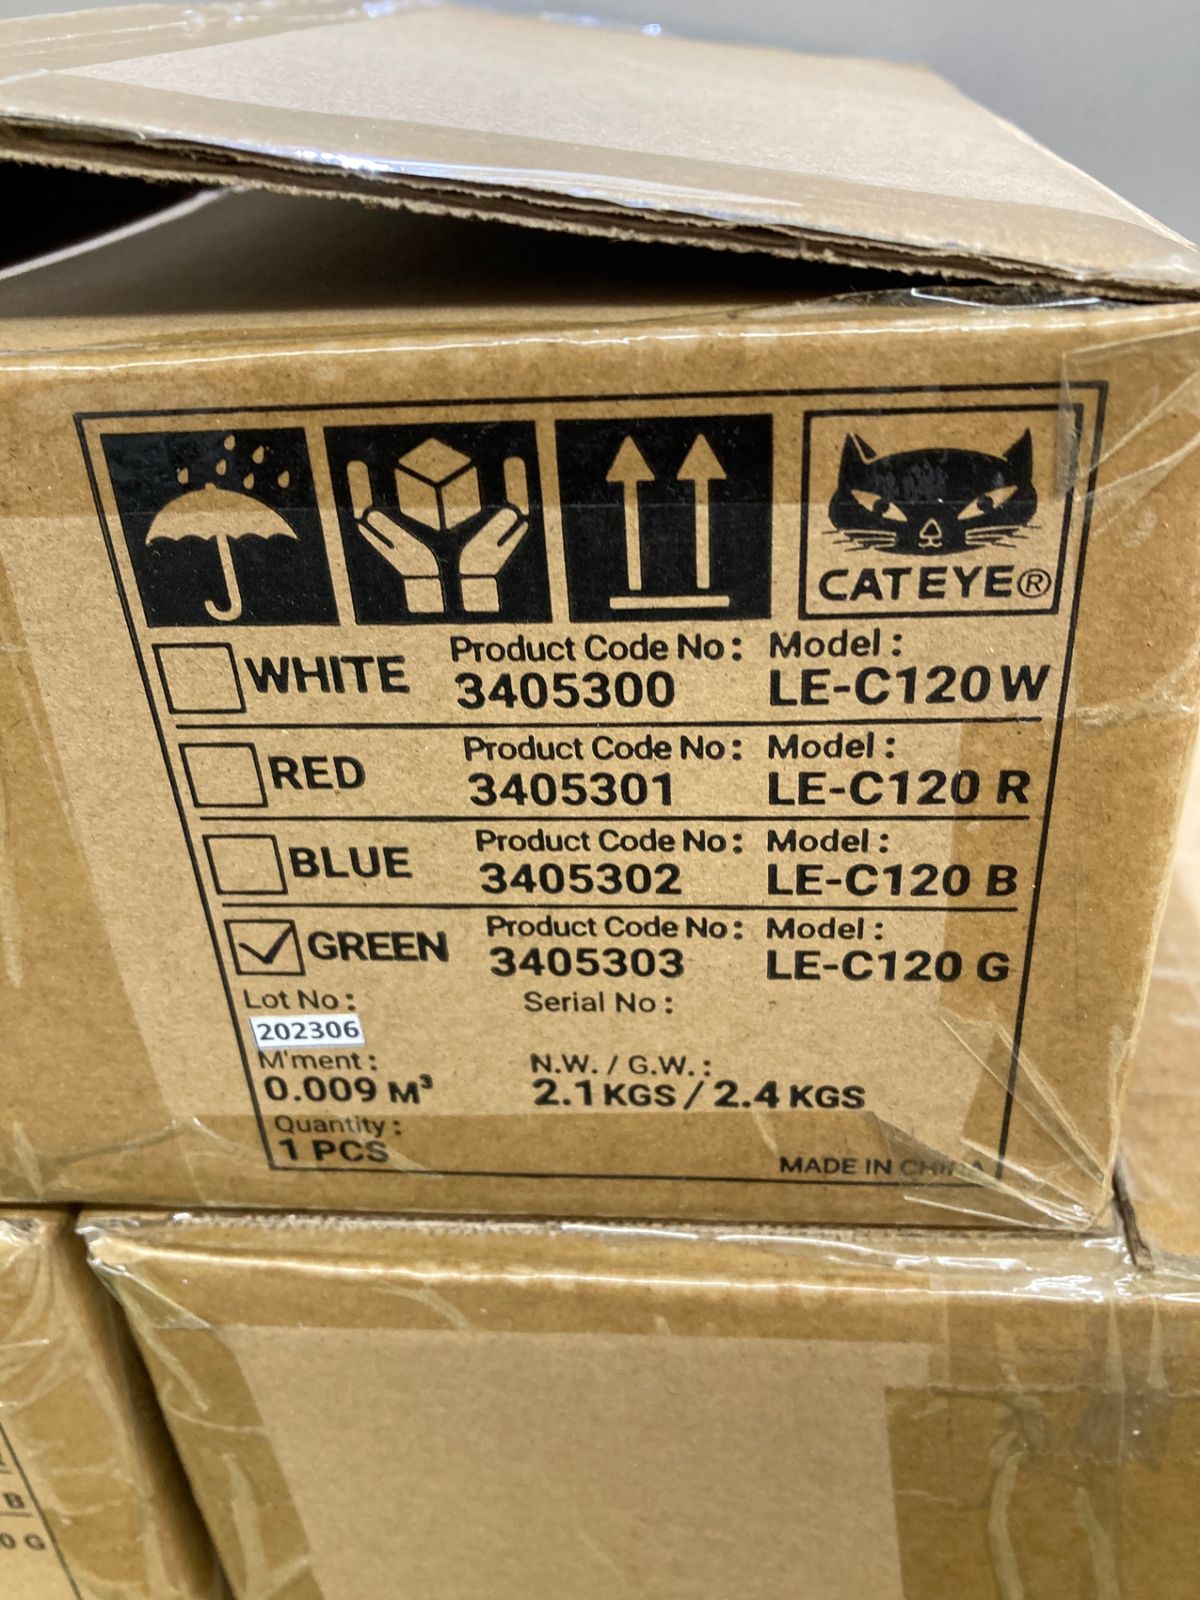 CATEYE®
WHITE Product Code No: Model:
3405300 LE-C120 W
RED Product Code No: Model:
3405301 LE-C120 R
BLUE Product Code No: Model:
3405302 LE-C120 B
GREEN Product Code No: Model:
3405303 LE-C120 G
Lot No: Serial No:
202306
M'ment: N.W. / G.W.:
0.009 M³ 2.1 KGS / 2.4 KGS
Quantity:
1 PCS
MADE IN CHINA
B
0 G